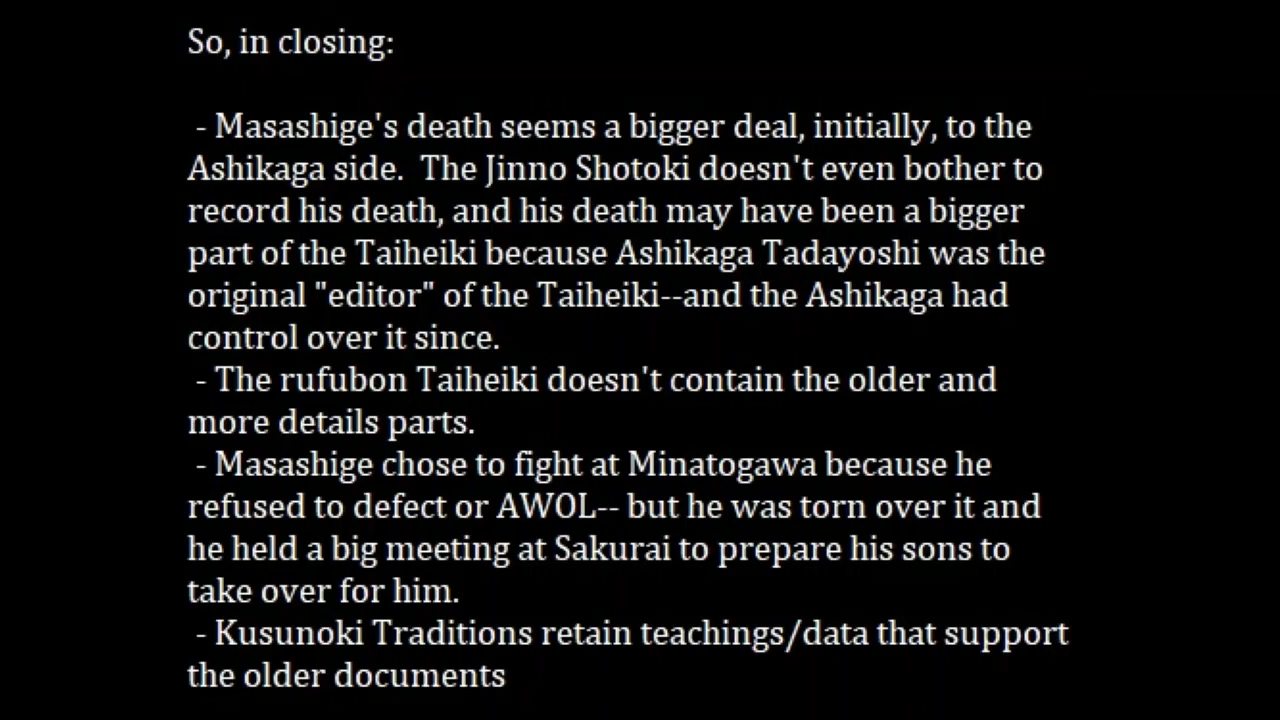 So, in closing:
- Masashige's death seems a bigger deal, initially, to the
Ashikaga side.  The Jinno Shotoki doesn't even bother to
record his death, and his death may have been a bigger
part of the Taiheiki because Ashikaga Tadayoshi was the
original "editor" of the Taiheiki--and the Ashikaga had
control over it since.
- The rufubon Taiheiki doesn't contain the older and
more details parts.
- Masashige chose to fight at Minatogawa because he
refused to defect or AWOL-- but he was torn over it and
he held a big meeting at Sakurai to prepare his sons to
take over for him.
- Kusunoki Traditions retain teachings/data that support
the older documents